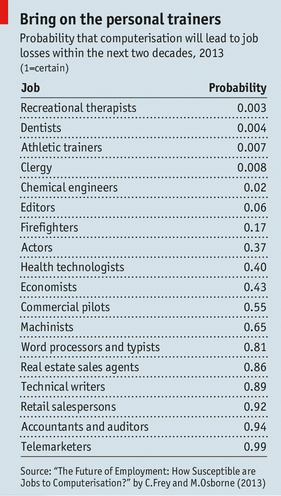 Bring on the personal trainers
Probability that computerisation will lead to job
losses within the next two decades, 2013
(1=certain)
Job Probability
Recreational therapists 0.003
Dentists 0.004
Athletic trainers 0.007
Clergy 0.008
Chemical engineers 0.02
Editors 0.06
Firefighters 0.17
Actors 0.37
Health technologists 0.40
Economists 0.43
Commercial pilots 0.55
Machinists 0.65
Word processors and typists 0.81
Real estate sales agents 0.86
Technical writers 0.89
Retail salespersons 0.92
Accountants and auditors 0.94
Telemarketers 0.99
Source: "The Future of Employment: How Susceptible are
Jobs to Computerisation?" by C.Frey and M.Osborne (2013)